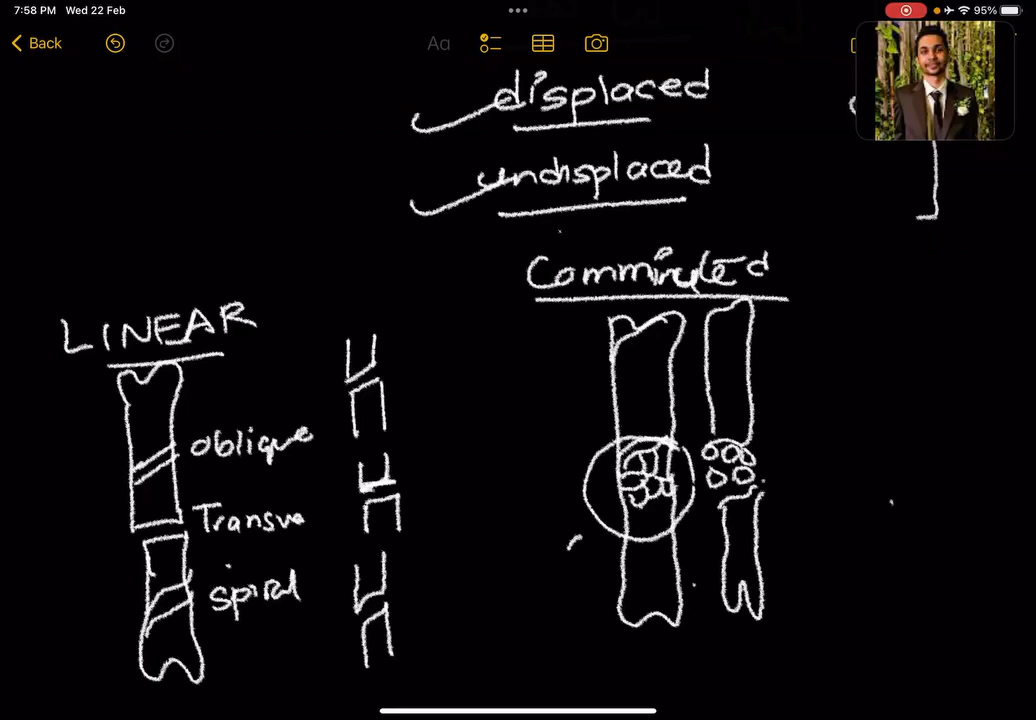 7:58 PM Wed 22 Feb
95%
Back
Aa
displaced
undisplaced
Comminuted
LINEAR
oblique
Transve
spiral